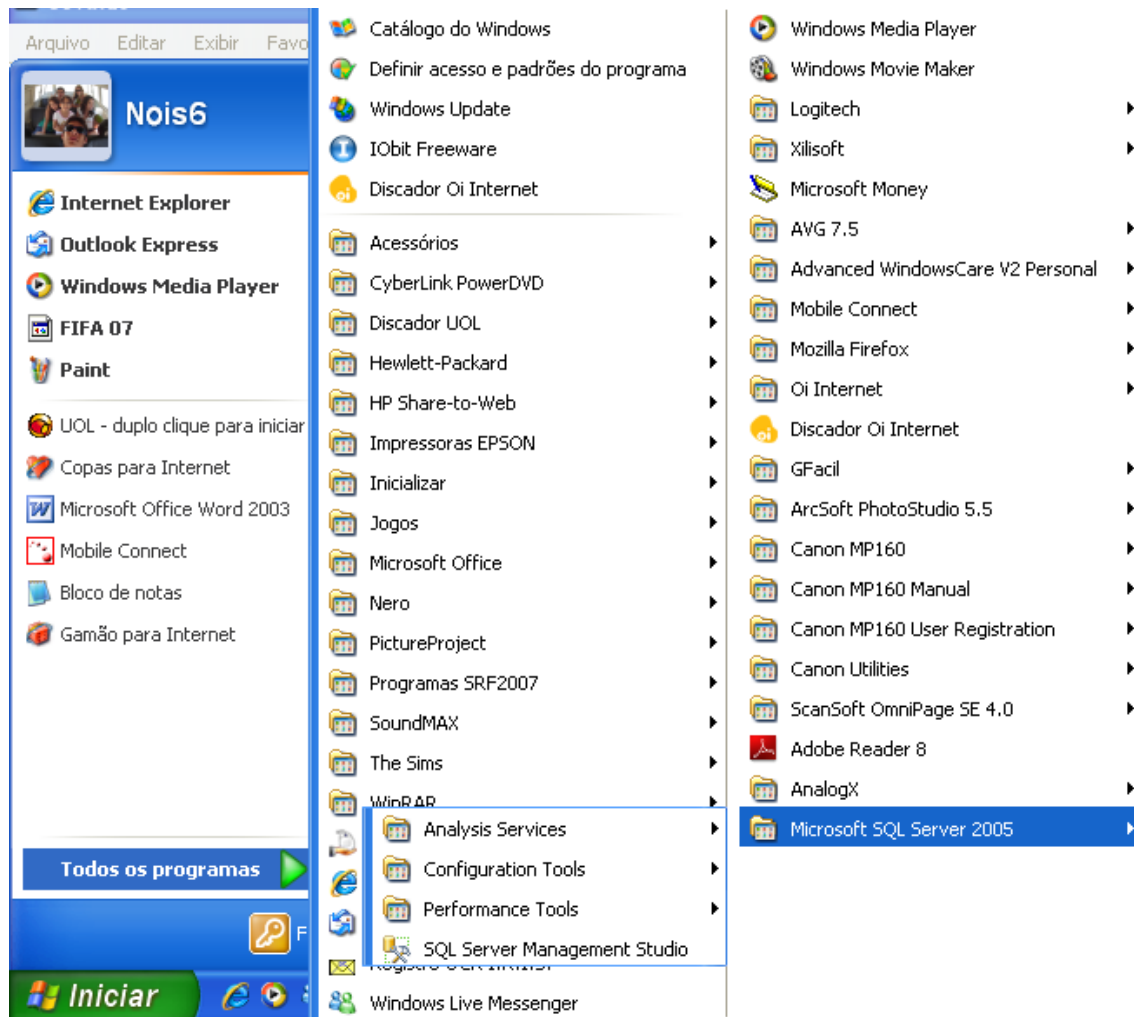 Arquivo Editar Exibir Favo
Nois6
Internet Explorer
Outlook Express
Windows Media Player
FIFA 07
Paint
UOL - duplo clique para iniciar
Copas para Internet
Microsoft Office Word 2003
Mobile Connect
Bloco de notas
Gamão para Internet
Todos os programas
F
Iniciar
Catálogo do Windows
Definir acesso e padrões do programa
Windows Update
IObit Freeware
Discador Oi Internet
Acessórios
CyberLink PowerDVD
Discador UOL
Hewlett-Packard
HP Share-to-Web
Impressoras EPSON
Inicializar
Jogos
Microsoft Office
Nero
PictureProject
Programas SRF2007
SoundMAX
The Sims
WinRAR
Analysis Services
Configuration Tools
Performance Tools
SQL Server Management Studio
Windows Live Messenger
Windows Media Player
Windows Movie Maker
Logitech
Xilisoft
Microsoft Money
AVG 7.5
Advanced WindowsCare V2 Personal
Mobile Connect
Mozilla Firefox
Oi Internet
Discador Oi Internet
GFacil
ArcSoft PhotoStudio 5.5
Canon MP160
Canon MP160 Manual
Canon MP160 User Registration
Canon Utilities
ScanSoft OmniPage SE 4.0
Adobe Reader 8
AnalogX
Microsoft SQL Server 2005